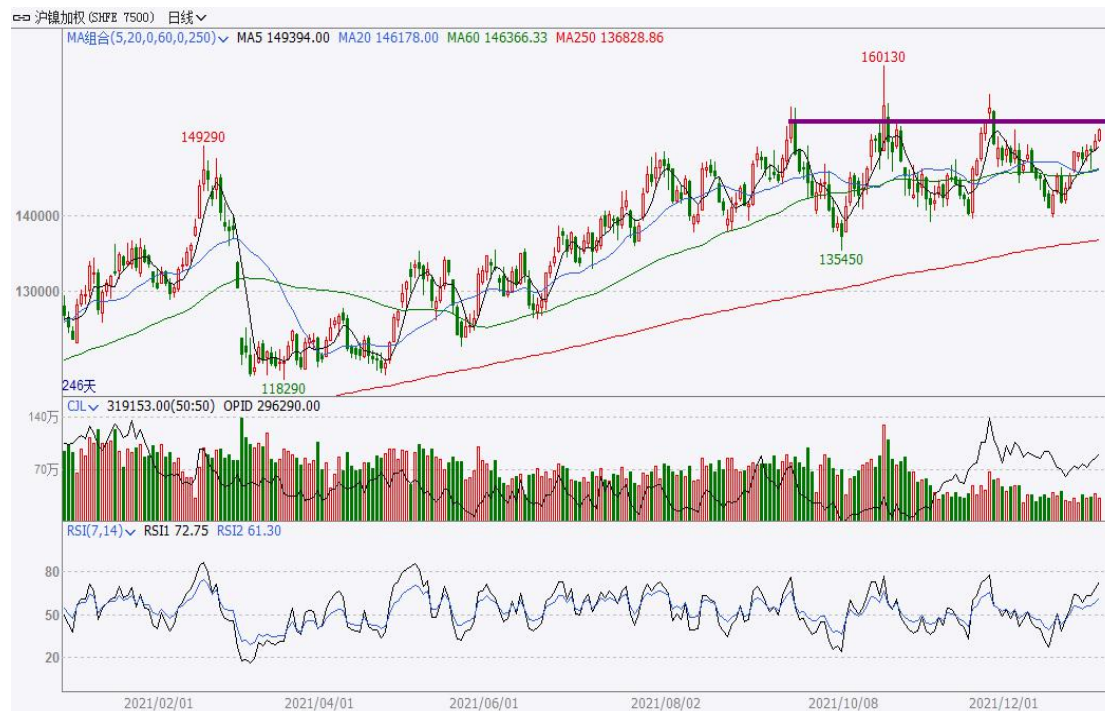 沪镍加权(SHFE 7500) 日线
MA组合(5,20,0,60,0,250) MA5 149394.00 MA20 146178.00 MA60 146366.33 MA250 136828.86
160130
149290
140000
135450
130000
246天
118290
CJL 319153.00(50:50) OPID 296290.00
140万
70万
RSI(7,14) RSI1 72.75 RSI2 61.30
80
50
20
2021/02/01 2021/04/01 2021/06/01 2021/08/02 2021/10/08 2021/12/01